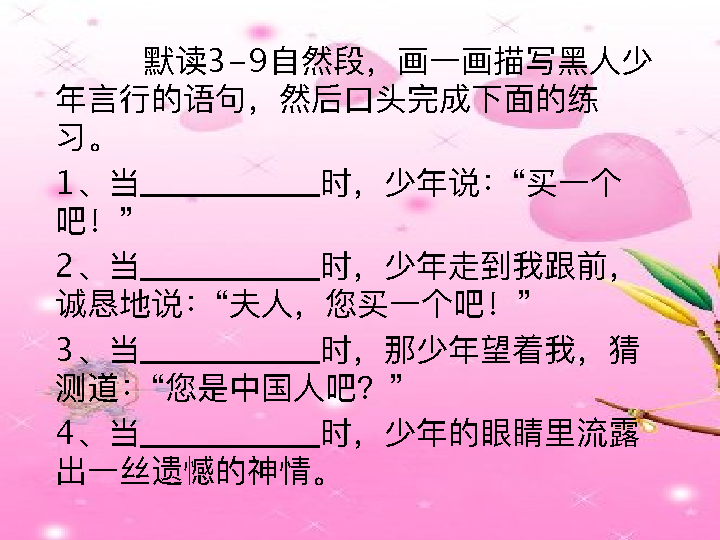 默读3-9自然段，画一画描写黑人少
年言行的语句，然后口头完成下面的练
习。
1、当___________时，少年说：“买一个
吧！”
2、当___________时，少年走到我跟前，
诚恳地说：“夫人，您买一个吧！”
3、当___________时，那少年望着我，猜
测道：“您是中国人吧？”
4、当___________时，少年的眼睛里流露
出一丝遗憾的神情。